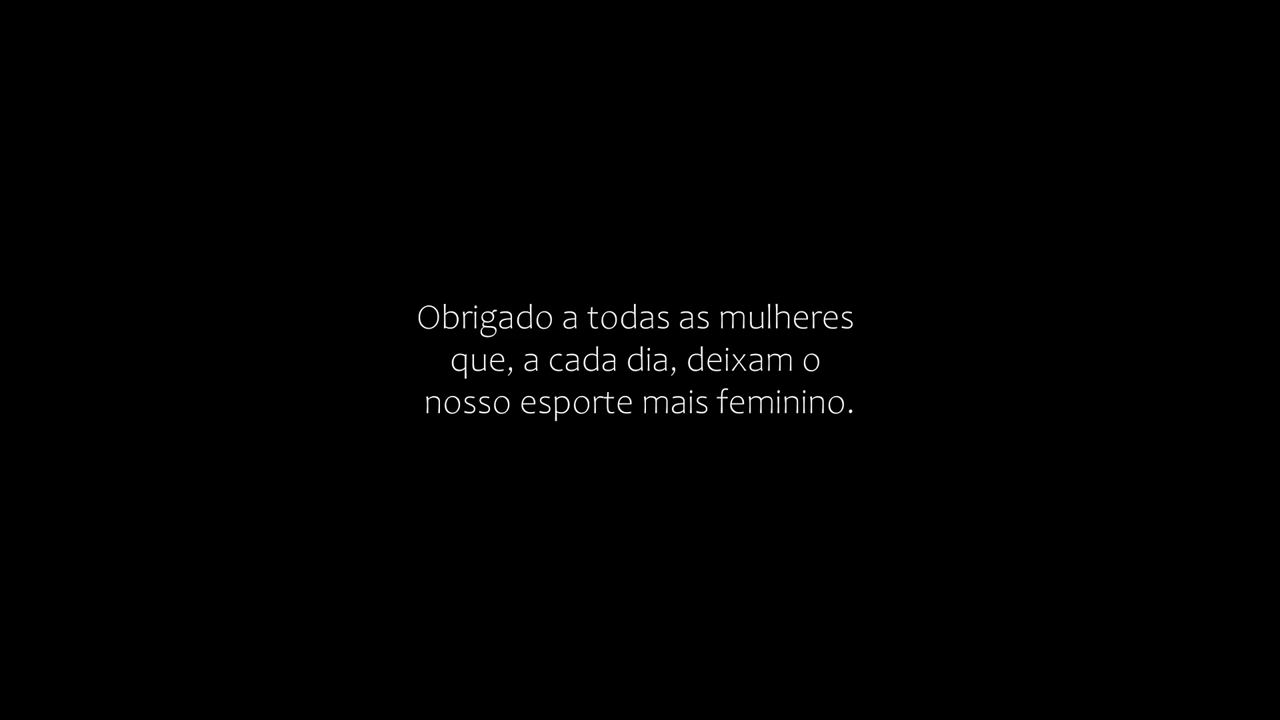 Obrigado a todas as mulheres
que, a cada dia, deixam o
nosso esporte mais feminino.